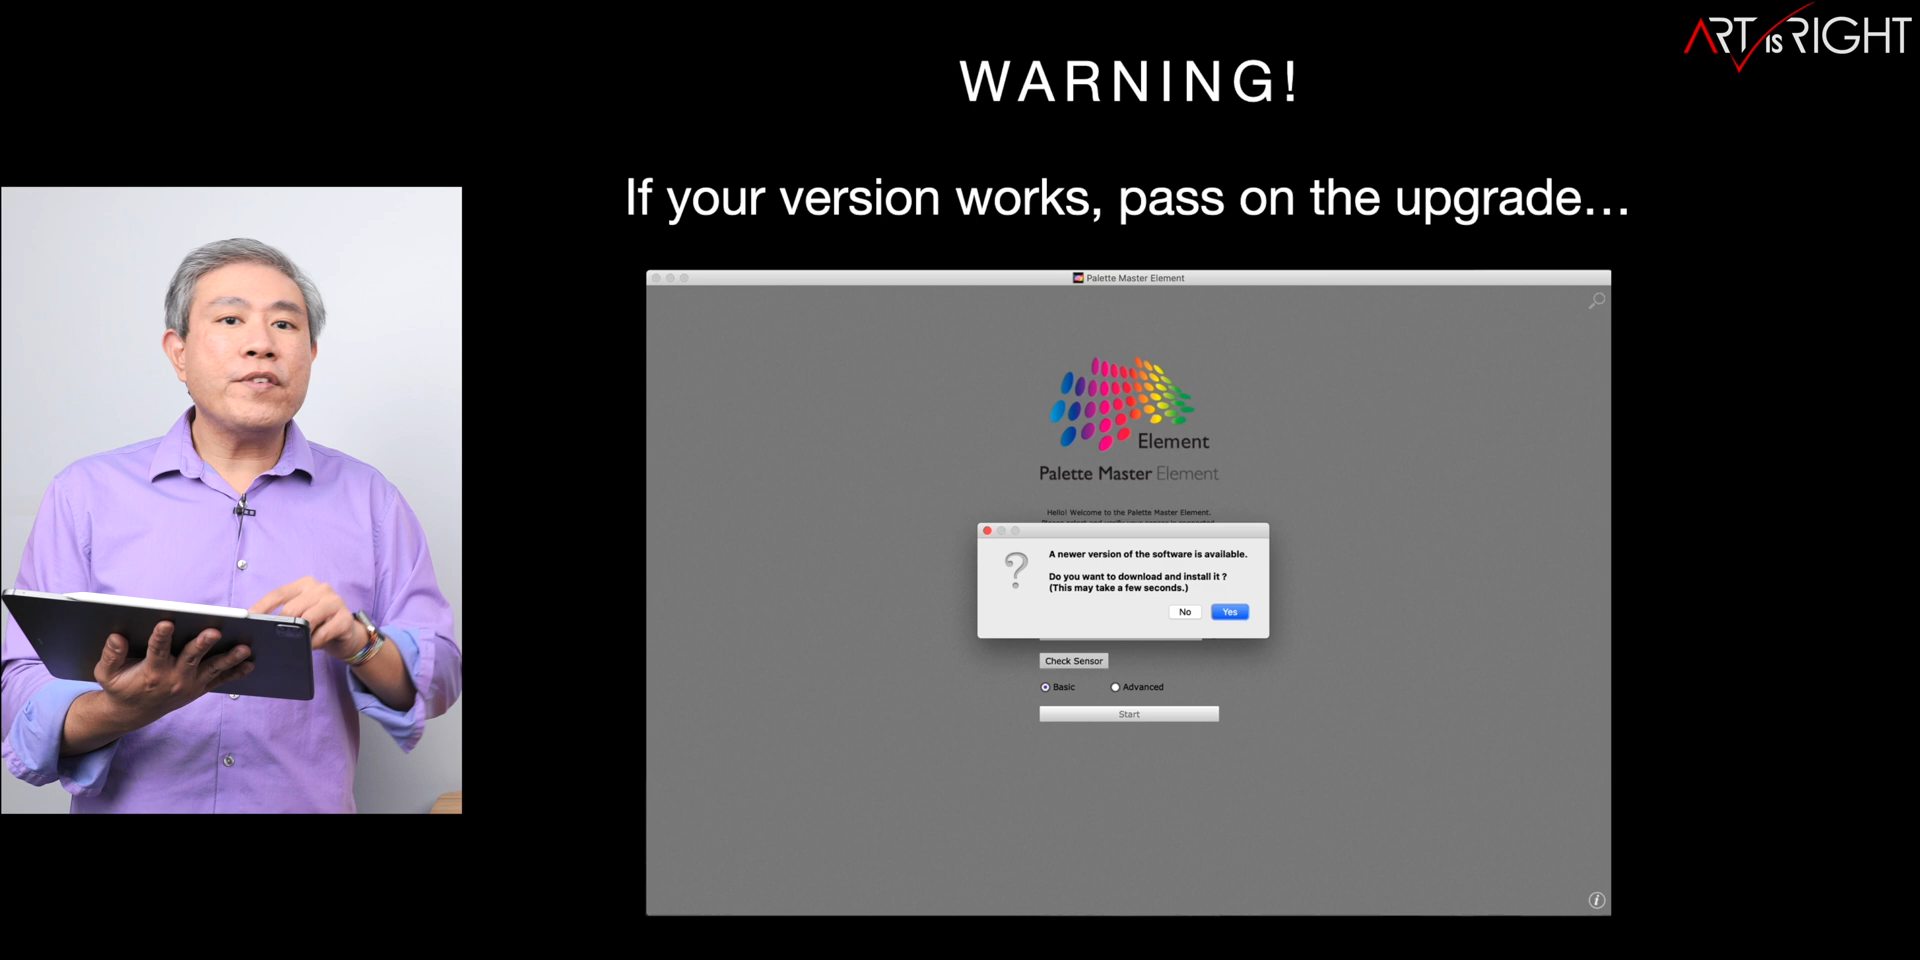 ART IS RIGHT
WARNING!
If your version works, pass on the upgrade...
Palette Master Element
Element
Palette Master Element
Hello! Welcome to the Palette Master Element.
A newer version of the software is available.
Do you want to download and install it ?
(This may take a few seconds.)
No Yes
Check Sensor
Basic Advanced
Start
i